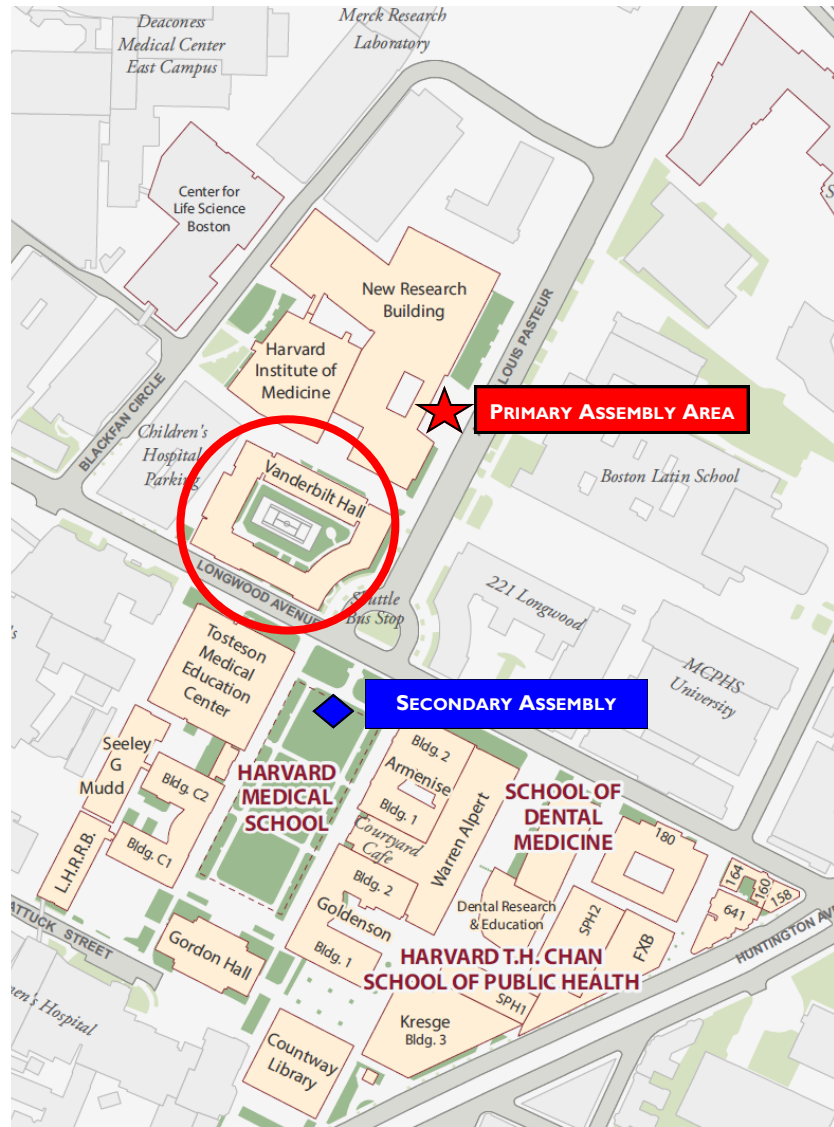 Deaconess
Medical Center
East Campus
Merck Research
Laboratory
Center for
Life Science
Boston
S
New Research
Building
Harvard
Institute of
Medicine
LOUIS PASTEUR
PRIMARY ASSEMBLY AREA
BLACKFAN CIRCLE
Children's
Hospital
Parking
Vanderbilt Hall
Boston Latin School
LONGWOOD AVENUE
Shuttle
Bus Stop
221 Longwood
MCPHS
University
Tosteson
Medical
Education
Center
SECONDARY ASSEMBLY
Seeley
G
Mudd
Bldg. C2
Bldg. C1
L.H.R.R.B.
HARVARD
MEDICAL
SCHOOL
Bldg. 2
Armenise
Bldg. 1
Warren Alpert
Courtyard
Cafe
SCHOOL OF
DENTAL
MEDICINE
180
164
160
158
641
Bldg. 2
Goldenson
Bldg. 1
Dental Research
& Education
SPH2
FXB
HUNTINGTON AV
ATTUCK STREET
Gordon Hall
HARVARD T.H. CHAN
SCHOOL OF PUBLIC HEALTH
SPH1
Kresge
Bldg. 3
en's Hospital
Countway
Library